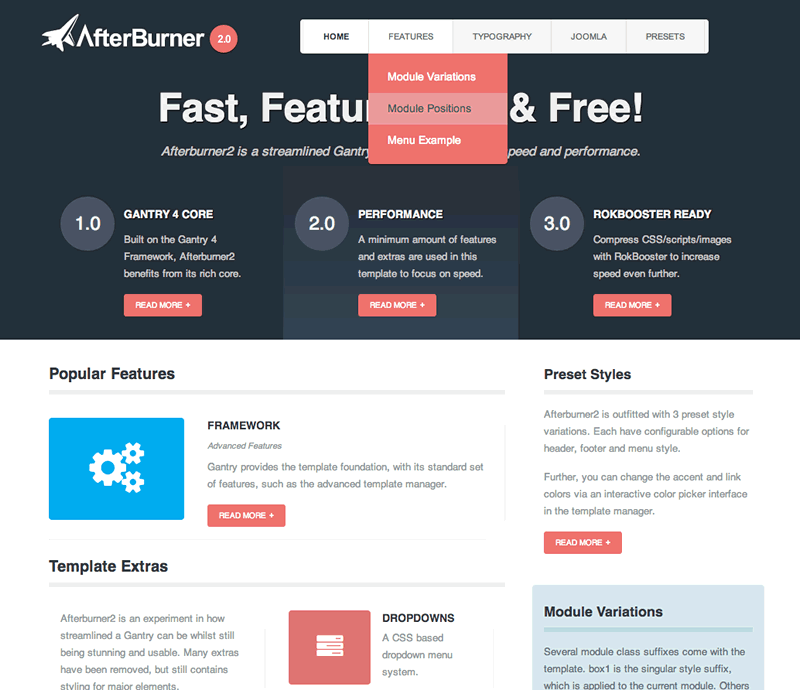 AfterBurner 2.0
HOME FEATURES TYPOGRAPHY JOOMLA PRESETS
Module Variations
Module Positions
Menu Example
Fast, & Free!
Afterburner2 is a streamlined and performance.
1.0
GANTRY 4 CORE
Built on the Gantry 4
Framework, Afterburner2
benefits from its rich core.
READ MORE +
2.0
PERFORMANCE
A minimum amount of features
and extras are used in this
template to focus on speed.
READ MORE +
3.0
ROKBOOSTER READY
Compress CSS/scripts/images
with RokBooster to increase
speed even further.
READ MORE +
Popular Features
FRAMEWORK
Advanced Features
Gantry provides the template foundation, with its standard set
of features, such as the advanced template manager.
READ MORE +
Template Extras
Afterburner2 is an experiment in how
streamlined a Gantry can be whilst still
being stunning and usable. Many extras
have been removed, but still contains
styling for major elements.
DROPDOWNS
A CSS based
dropdown menu
system.
Preset Styles
Afterburner2 is outfitted with 3 preset style
variations. Each have configurable options for
header, footer and menu style.
Further, you can change the accent and link
colors via an interactive color picker interface
in the template manager.
READ MORE +
Module Variations
Several module class suffixes come with the
template. box1 is the singular style suffix,
which is applied to the current module. Others